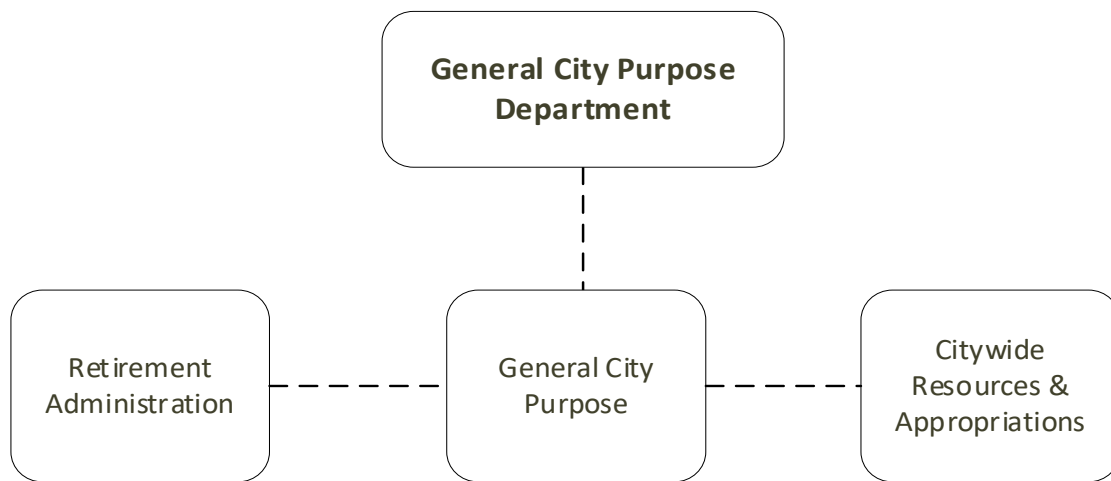 General City Purpose
Department
Retirement
Administration
General City
Purpose
Citywide
Resources &
Appropriations